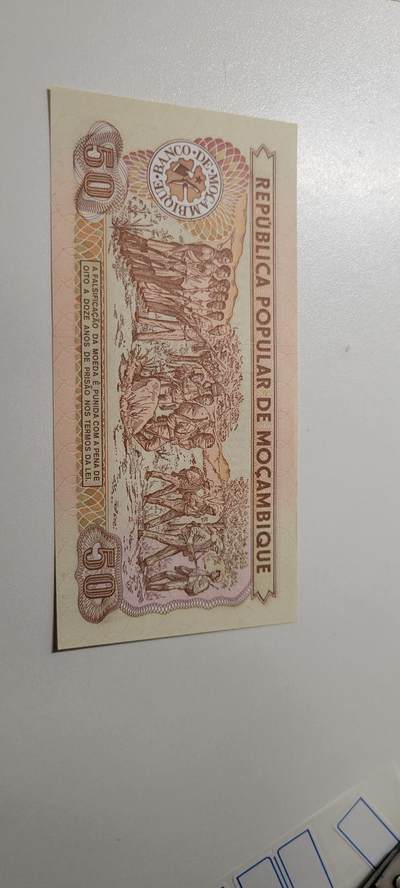 REPÚBLICA POPULAR DE MOÇAMBIQUE
BANCO·DE·MOÇAMBIQUE·
50
A FALSIFICAÇÃO DA MOEDA É PUNIDA COM A PENA DE
OITO A DOZE ANOS DE PRISÃO NOS TERMOS DA LEI.
50